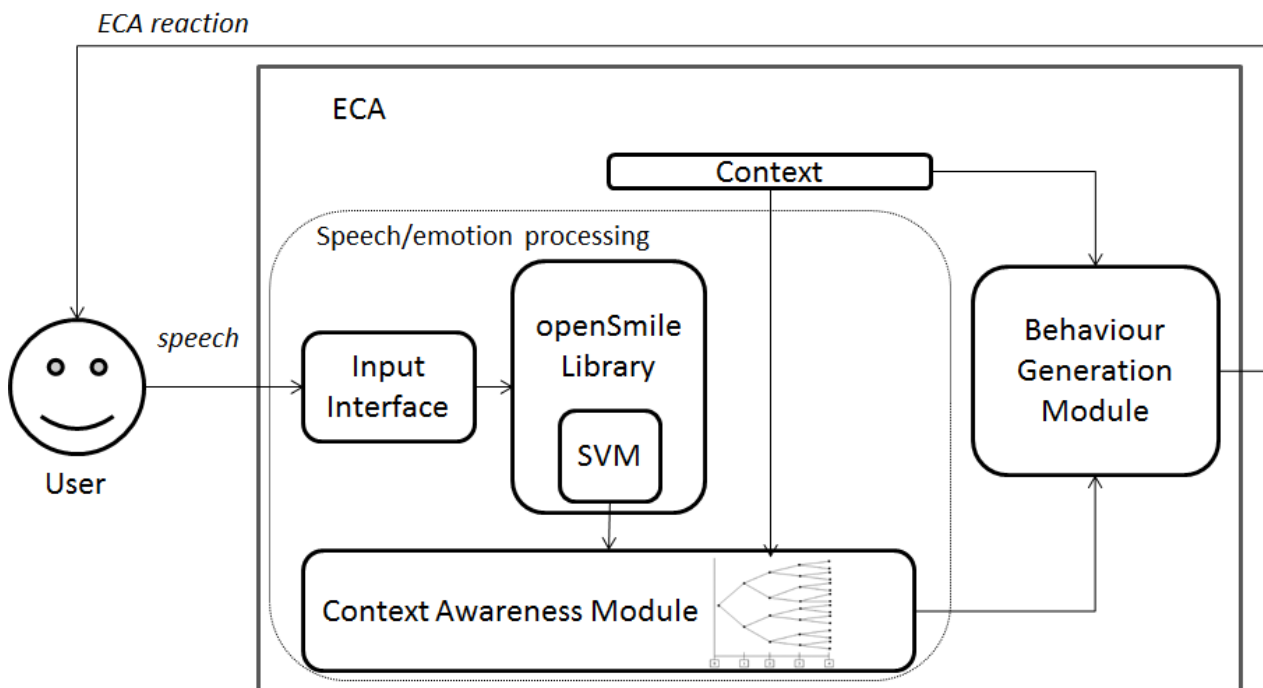 ECA reaction
ECA
Context
Speech/emotion processing
openSmile
Library
speech
Input
Interface
Behaviour
Generation
Module
SVM
User
Context Awareness Module